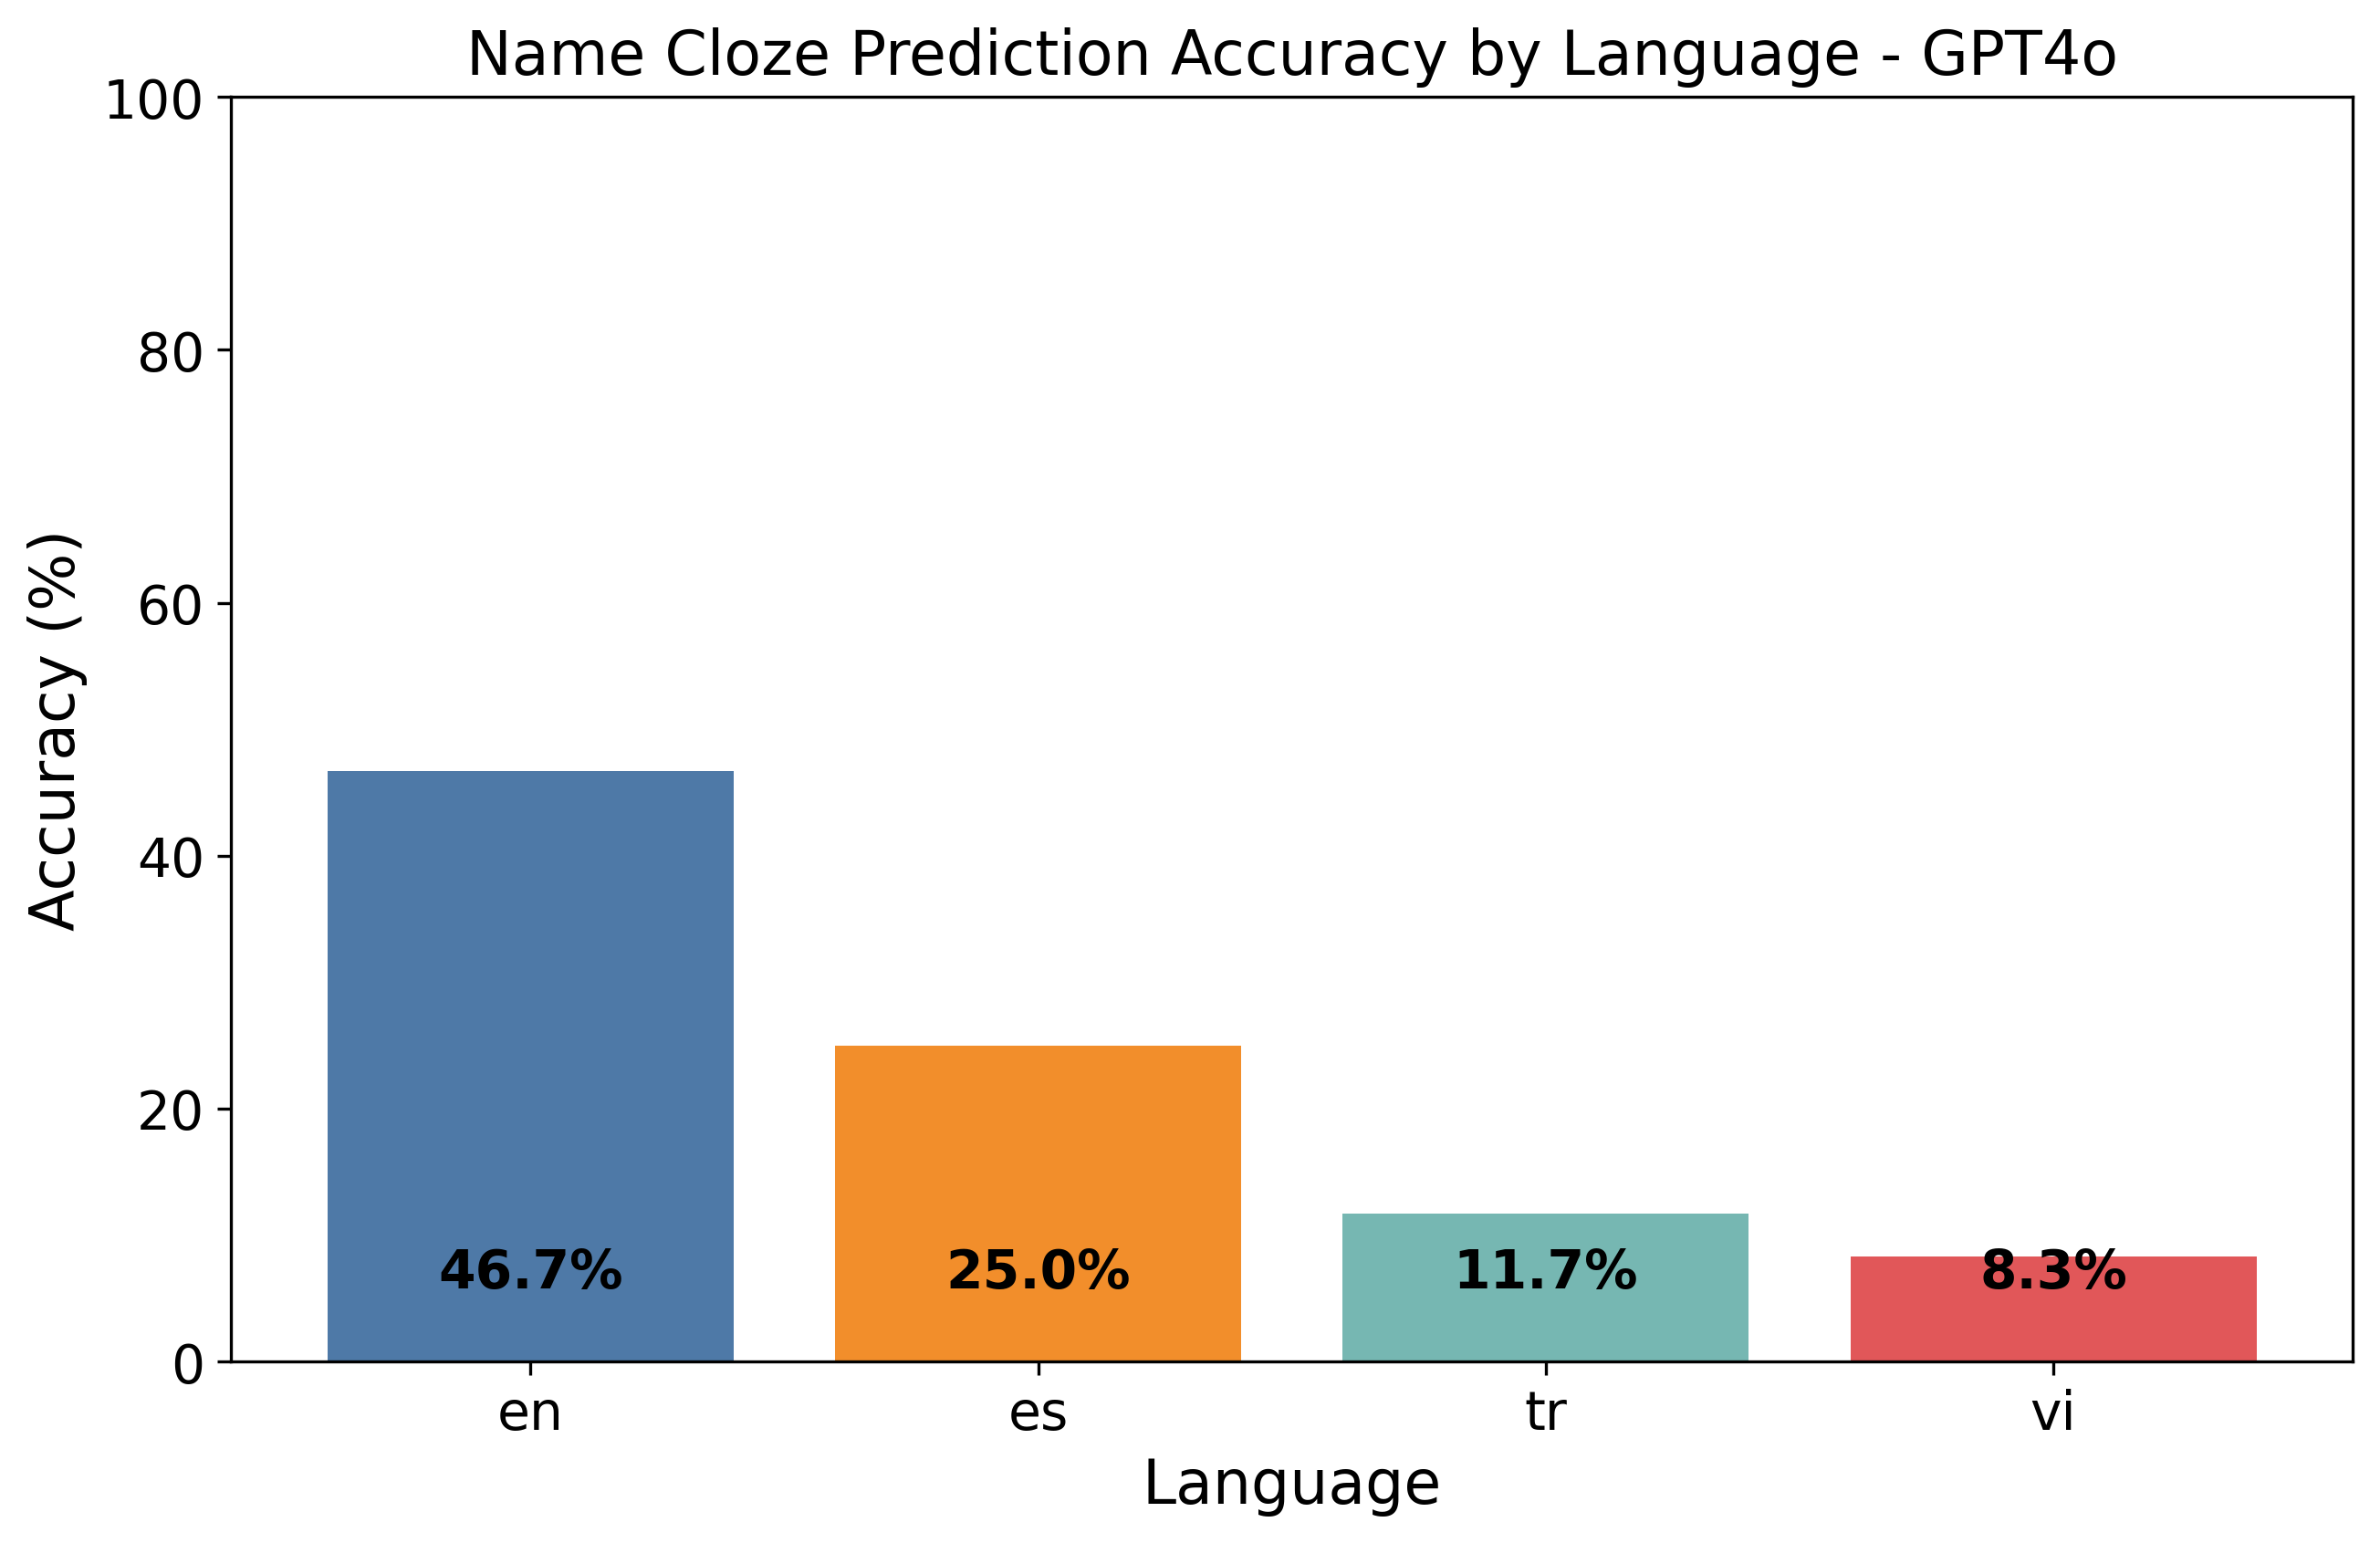 Name Cloze Prediction Accuracy by Language - GPT4o
Accuracy (%)
100
80
60
40
20
0
46.7%
25.0%
11.7%
8.3%
en
es
tr
vi
Language